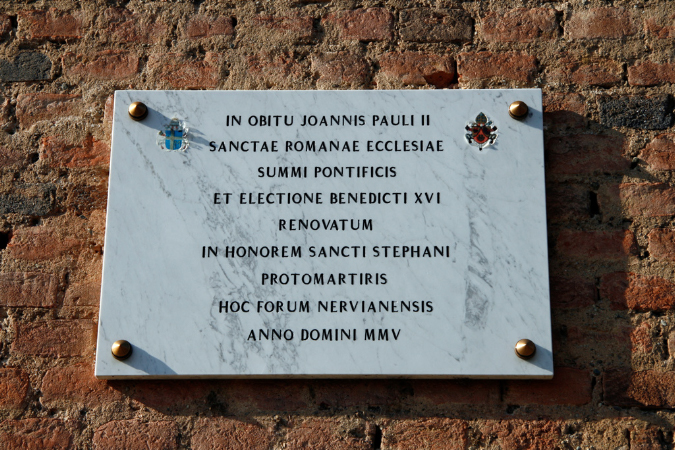 IN OBITU JOANNIS PAULI II
SANCTAE ROMANAE ECCLESIAE
SUMMI PONTIFICIS
ET ELECTIONE BENEDICTI XVI
RENOVATUM
IN HONOREM SANCTI STEPHANI
PROTOMARTIRIS
HOC FORUM NERVIANENSIS
ANNO DOMINI MMV